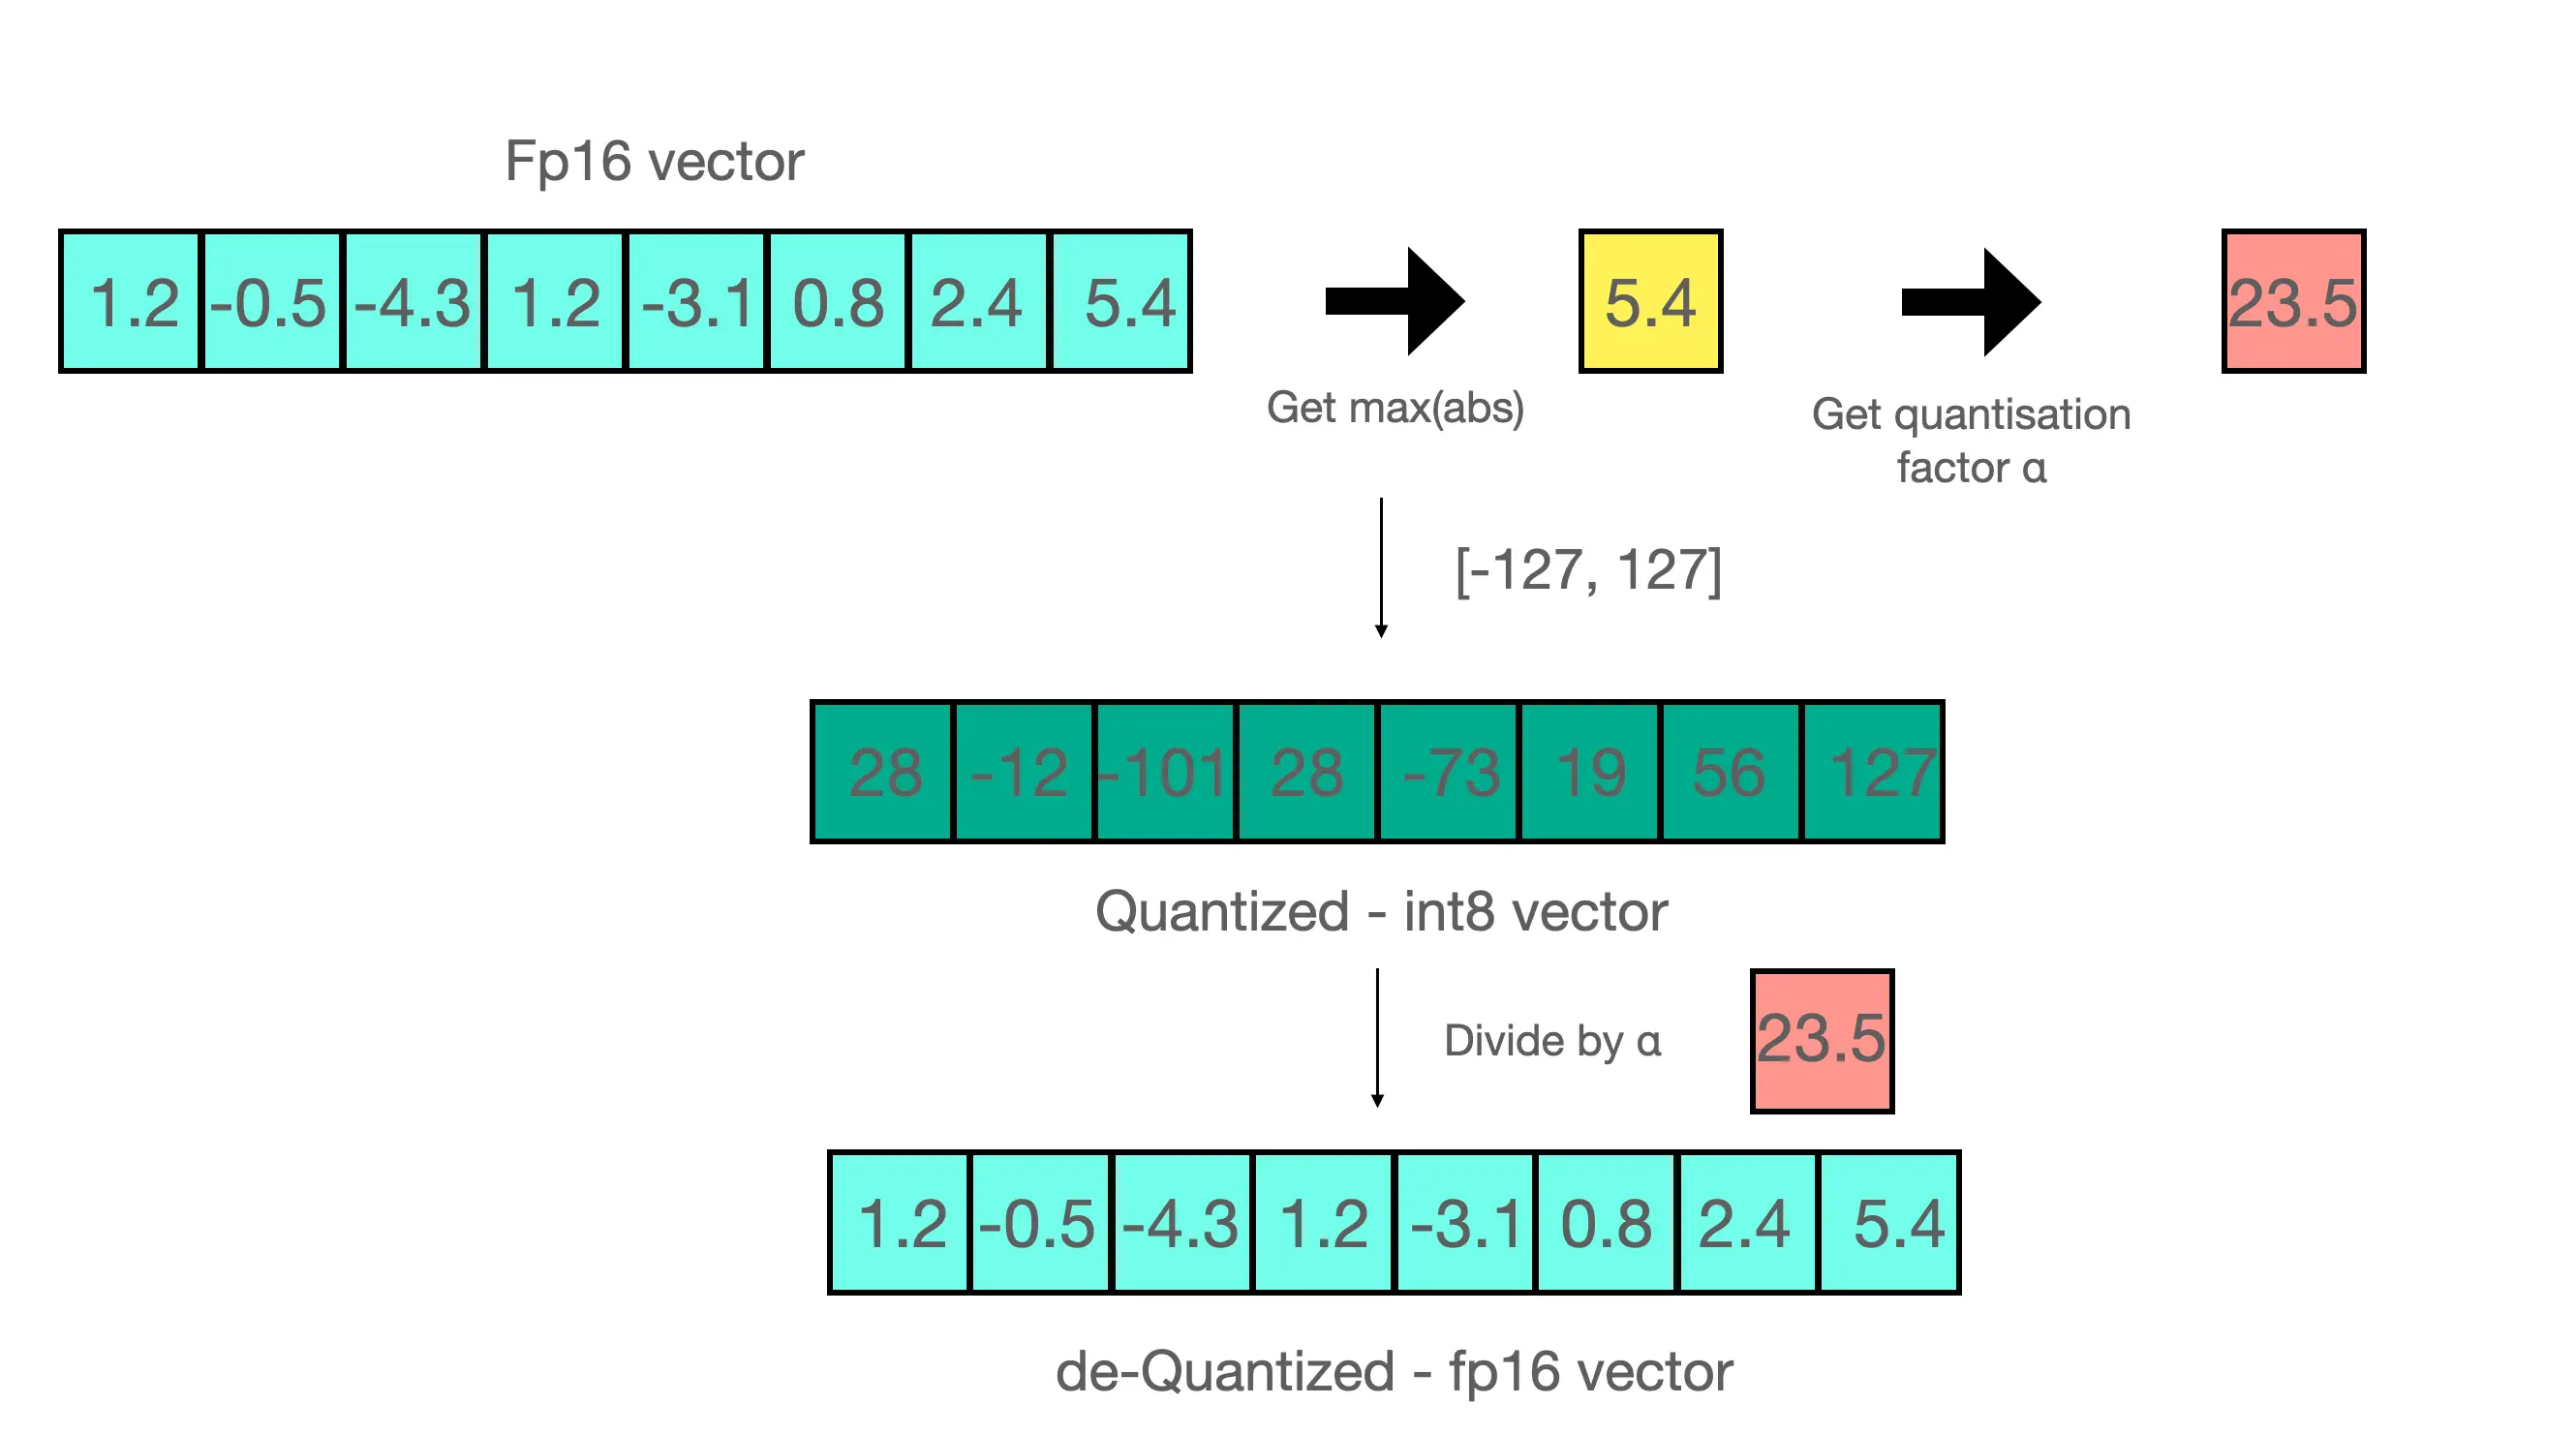 Fp16 vector
1.2 -0.5 -4.3 1.2 -3.1 0.8 2.4 5.4
5.4
23.5
Get max(abs)
Get quantisation
factor α
[-127, 127]
28 -12 -101 28 -73 19 56 127
Quantized - int8 vector
Divide by α
23.5
1.2 -0.5 -4.3 1.2 -3.1 0.8 2.4 5.4
de-Quantized - fp16 vector